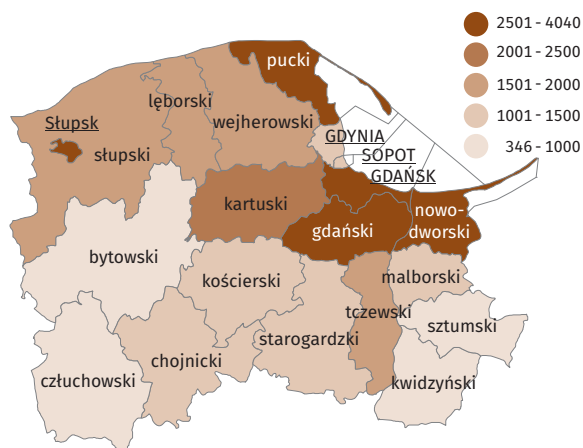 2501 - 4040
2001 - 2500
1501 - 2000
1001 - 1500
346 - 1000
pucki
lęborski
wejherowski
Słupsk
słupski
GDYNIA
SOPOT
GDAŃSK
kartuski
gdański
nowo-
dworski
bytowski
kościerski
malborski
tczewski
sztumski
starogardzki
chojnicki
człuchowski
kwidzyński